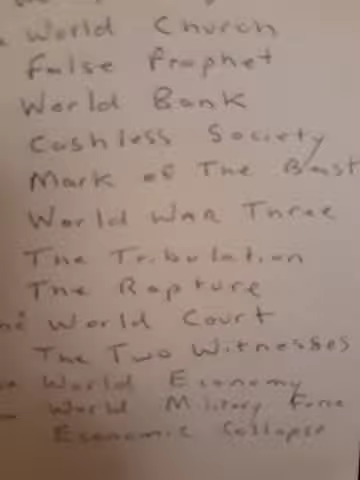 World Church
False Prophet
World Bank
Cashless Society
Mark of The Beast
World War Three
The Tribulation
The Rapture
World Court
The Two Witnesses
World Economy
World Military Force
Economic Collapse